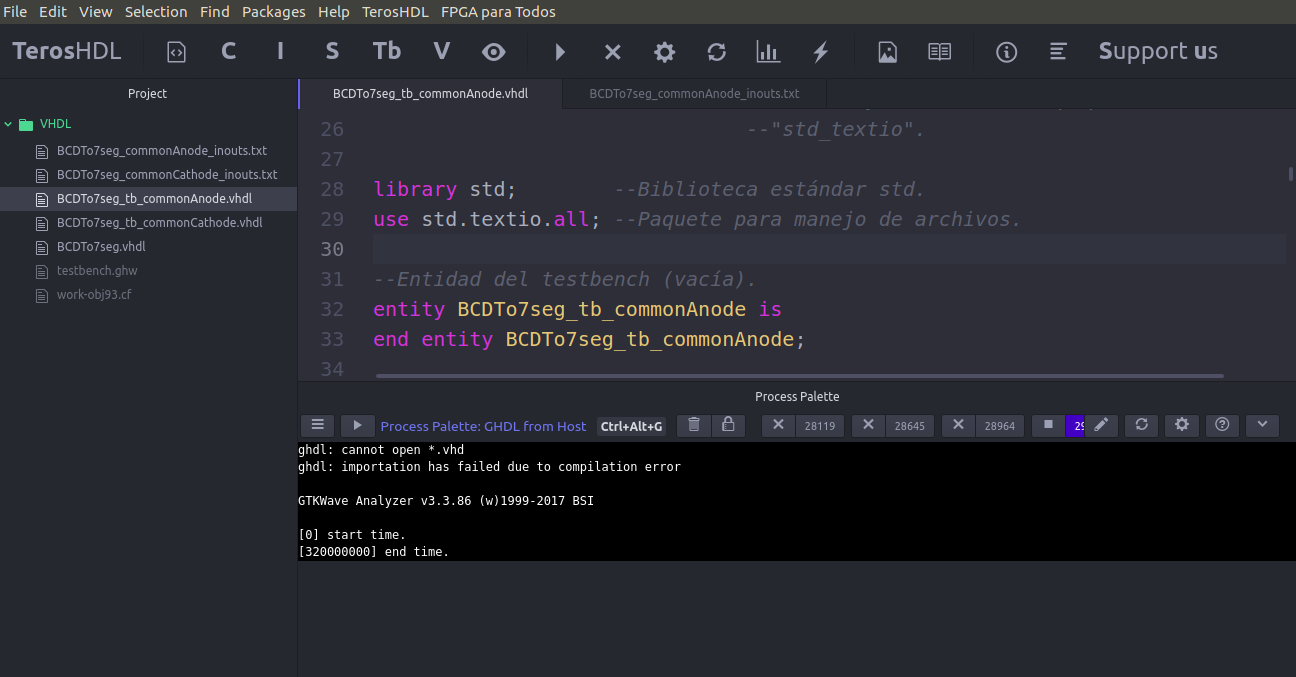 File Edit View Selection Find Packages Help TerosHDL FPGA para Todos
TerosHDL C I S Tb V Support us
Project
VHDL
BCDTo7seg_commonAnode_inouts.txt
BCDTo7seg_commonCathode_inouts.txt
BCDTo7seg_tb_commonAnode.vhdl
BCDTo7seg_tb_commonCathode.vhdl
BCDTo7seg.vhdl
testbench.ghw
work-obj93.cf
BCDTo7seg_tb_commonAnode.vhdl BCDTo7seg_commonAnode_inouts.txt
26 --"std_textio".
27
28 library std; --Biblioteca estándar std.
29 use std.textio.all; --Paquete para manejo de archivos.
30
31 --Entidad del testbench (vacía).
32 entity BCDTo7seg_tb_commonAnode is
33 end entity BCDTo7seg_tb_commonAnode;
34
Process Palette
Process Palette: GHDL from Host Ctrl+Alt+G 28119 28645 28964
ghdl: cannot open *.vhd
ghdl: importation has failed due to compilation error
GTKWave Analyzer v3.3.86 (w)1999-2017 BSI
[0] start time.
[320000000] end time.